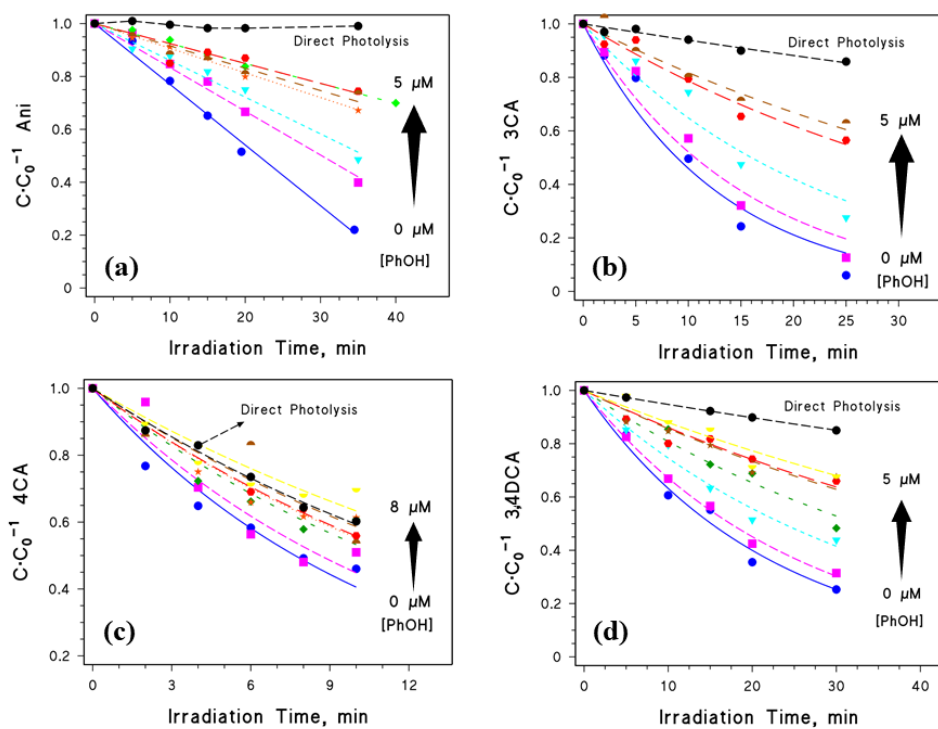 1.0
0.8
0.6
0.4
0.2
0
C·C₀⁻¹ Ani
Direct Photolysis
5 µM
0 µM
[PhOH]
(a)
0 5 10 15 20 25 30 35 40
Irradiation Time, min
1.0
0.8
0.6
0.4
0.2
0
C·C₀⁻¹ 3CA
Direct Photolysis
5 µM
0 µM
[PhOH]
(b)
0 5 10 15 20 25 30
Irradiation Time, min
1.0
0.8
0.6
0.4
0.2
C·C₀⁻¹ 4CA
Direct Photolysis
8 µM
0 µM
[PhOH]
(c)
0 3 6 9 12
Irradiation Time, min
1.0
0.8
0.6
0.4
0.2
0
C·C₀⁻¹ 3,4DCA
Direct Photolysis
5 µM
0 µM
[PhOH]
(d)
0 10 20 30 40
Irradiation Time, min